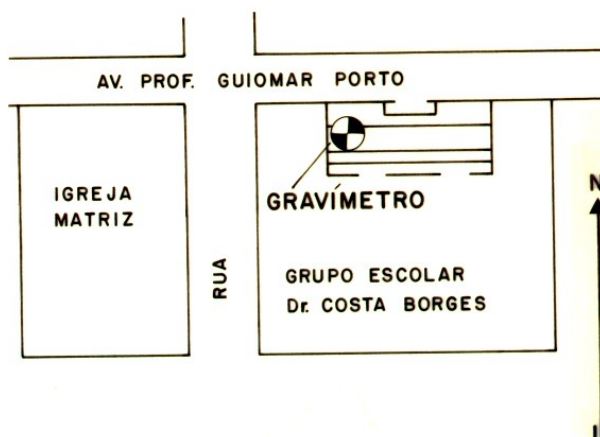 AV. PROF. GUIOMAR PORTO
IGREJA
MATRIZ
GRAVÍMETRO
RUA
GRUPO ESCOLAR
Dr. COSTA BORGES
N